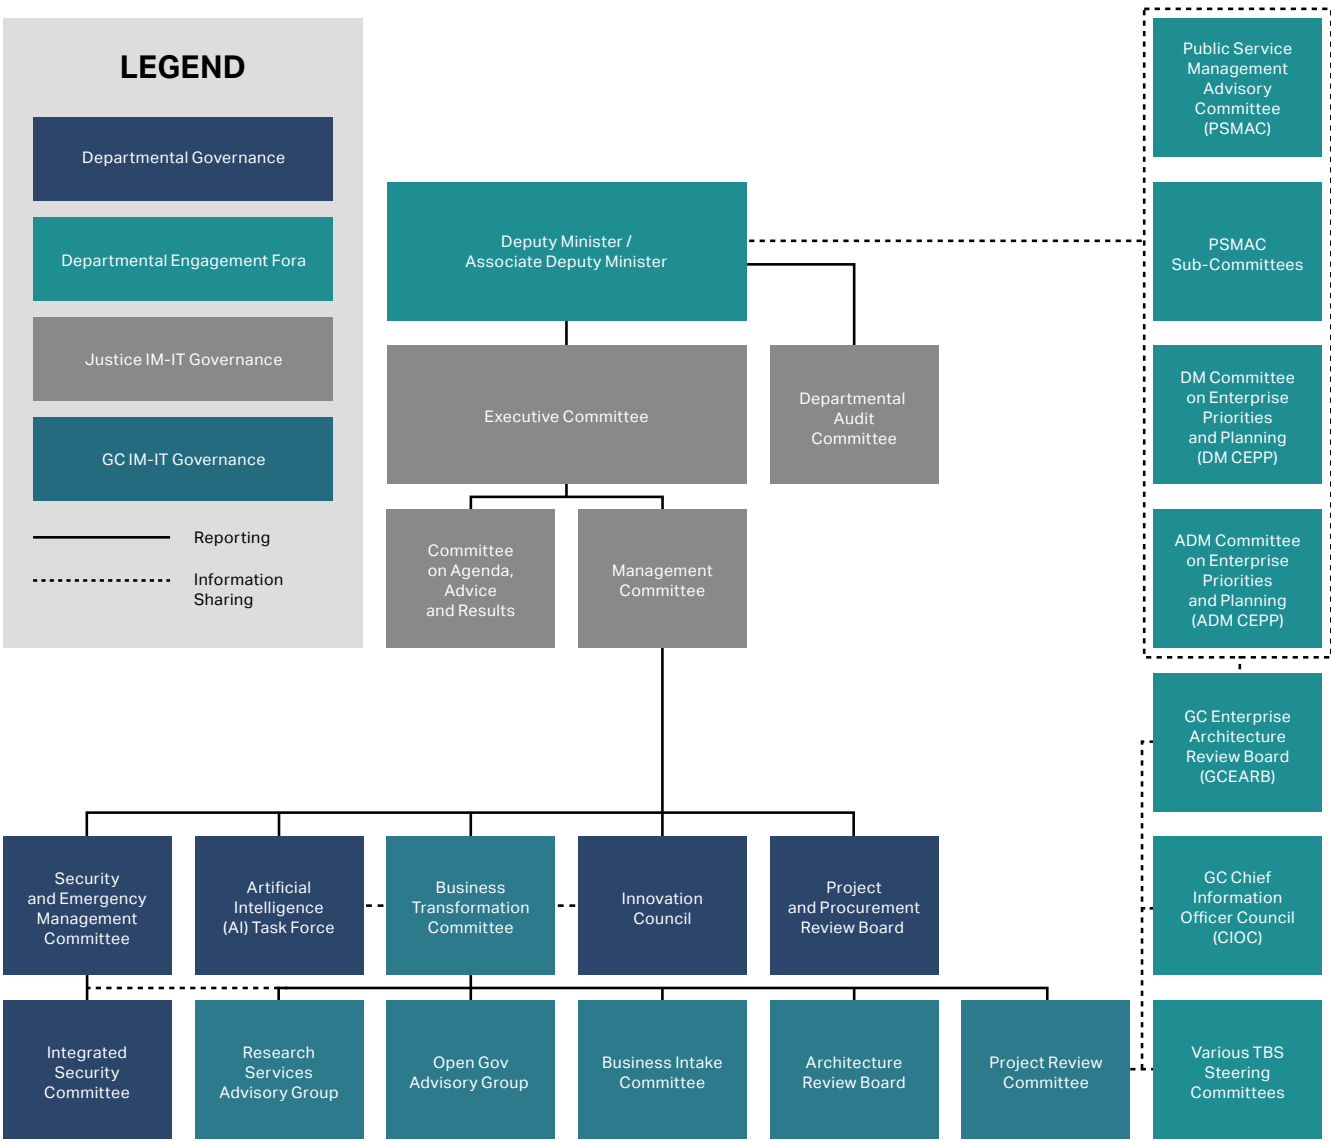 LEGEND
Departmental Governance
Departmental Engagement Fora
Justice IM-IT Governance
GC IM-IT Governance
Reporting
Information
Sharing
Deputy Minister /
Associate Deputy Minister
Executive Committee
Departmental
Audit
Committee
Committee
on Agenda,
Advice
and Results
Management
Committee
Public Service
Management
Advisory
Committee
(PSMAC)
PSMAC
Sub-Committees
DM Committee
on Enterprise
Priorities
and Planning
(DM CEPP)
ADM Committee
on Enterprise
Priorities
and Planning
(ADM CEPP)
GC Enterprise
Architecture
Review Board
(GCEARB)
Security
and Emergency
Management
Committee
Artificial
Intelligence
(AI) Task Force
Business
Transformation
Committee
Innovation
Council
Project
and Procurement
Review Board
GC Chief
Information
Officer Council
(CIOC)
Integrated
Security
Committee
Research
Services
Advisory Group
Open Gov
Advisory Group
Business Intake
Committee
Architecture
Review Board
Project Review
Committee
Various TBS
Steering
Committees